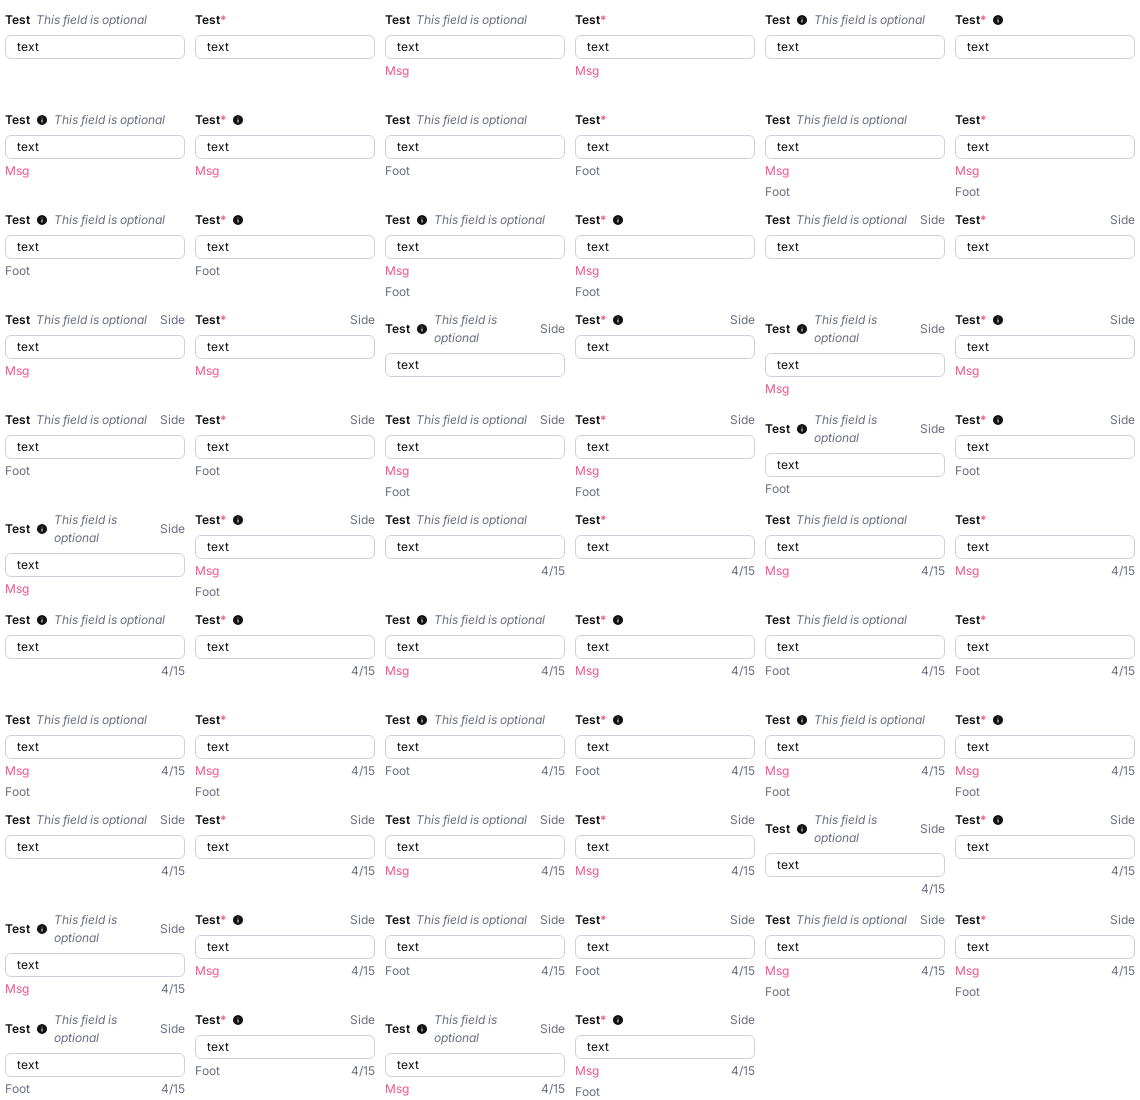 Test This field is optional Test* Test This field is optional Test* Test This field is optional Test*
text text text text text text
Msg Msg
Test This field is optional Test* Test This field is optional Test* Test This field is optional Test*
text text text text text text
Msg Msg Foot Foot Msg Msg
Foot Foot
Test This field is optional Test* Test This field is optional Test* Test This field is optional Side Test* Side
text text text text text text
Foot Foot Msg Msg
Foot Foot
Test This field is optional Side Test* Side Test This field is optional Side Test* Side Test This field is optional Side Test* Side
text text text text text text
Msg Msg Msg Msg
Test This field is optional Side Test* Side Test This field is optional Side Test* Side Test This field is optional Side Test* Side
text text text text text text
Foot Foot Msg Msg Foot Foot
Foot Foot
Test This field is optional Side Test* Side Test This field is optional Test* Test This field is optional Test*
text text text text text text
Msg Msg 4/15 4/15 Msg 4/15 Msg 4/15
Foot
Test This field is optional Test* Test This field is optional Test* Test This field is optional Test*
text text text text text text
4/15 4/15 Msg 4/15 Msg 4/15 Foot 4/15 Foot 4/15
Test This field is optional Test* Test This field is optional Test* Test This field is optional Test*
text text text text text text
Msg 4/15 Msg 4/15 Foot 4/15 Foot 4/15 Msg 4/15 Msg 4/15
Foot Foot Foot Foot
Test This field is optional Side Test* Side Test This field is optional Side Test* Side Test This field is optional Side Test* Side
text text text text text text
4/15 4/15 Msg 4/15 Msg 4/15 4/15 4/15
Test This field is optional Side Test* Side Test This field is optional Side Test* Side Test This field is optional Side Test* Side
text text text text text text
Msg 4/15 Msg 4/15 Foot 4/15 Foot 4/15 Msg 4/15 Msg 4/15
Foot Foot
Test This field is optional Side Test* Side Test This field is optional Side Test* Side
text text text text
Foot 4/15 Foot 4/15 Msg 4/15 Msg 4/15
Foot